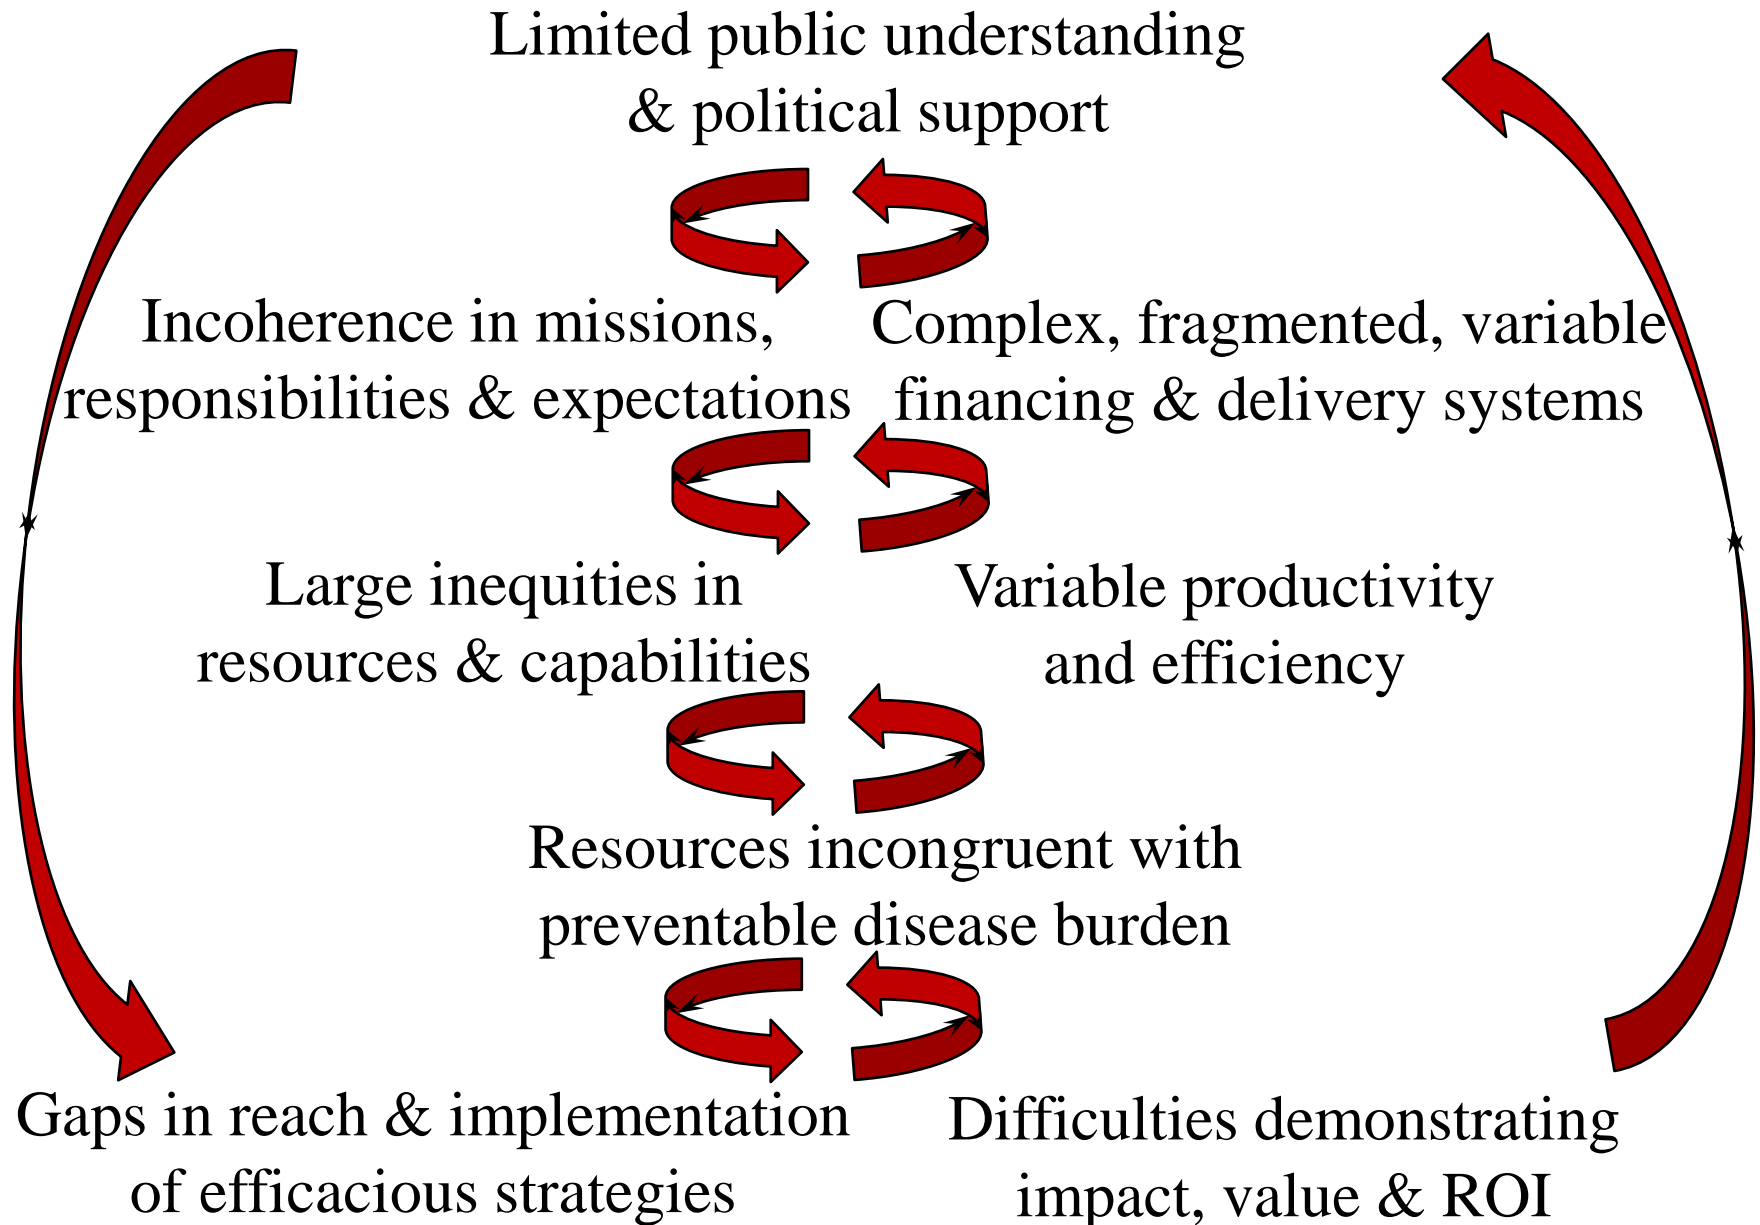 Limited public understanding
& political support
Incoherence in missions,
responsibilities & expectations
Complex, fragmented, variable
financing & delivery systems
Large inequities in
resources & capabilities
Variable productivity
and efficiency
Resources incongruent with
preventable disease burden
Gaps in reach & implementation
of efficacious strategies
Difficulties demonstrating
impact, value & ROI